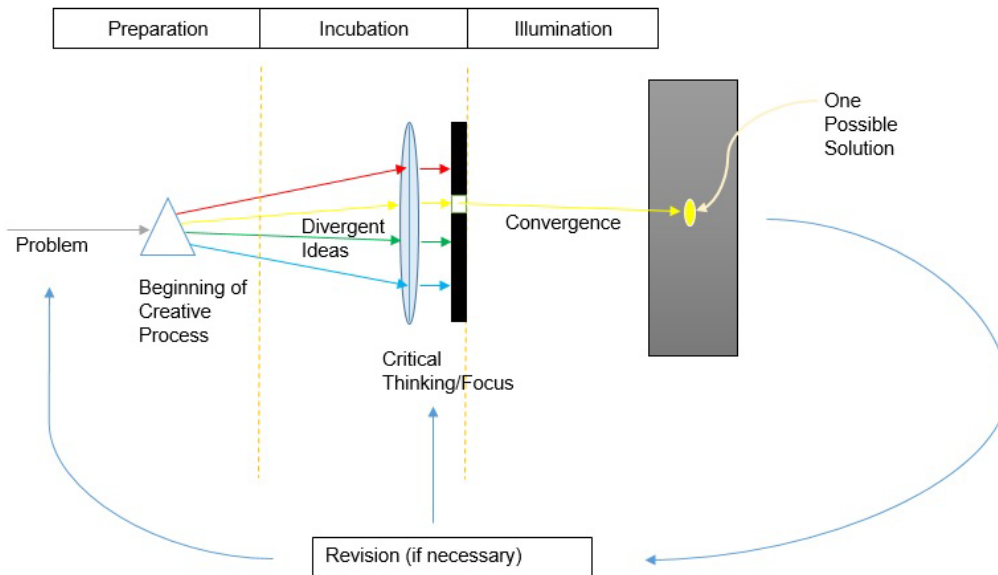 Preparation
Incubation
Illumination
One
Possible
Solution
Problem
Divergent
Ideas
Convergence
Beginning of
Creative
Process
Critical
Thinking/Focus
Revision (if necessary)